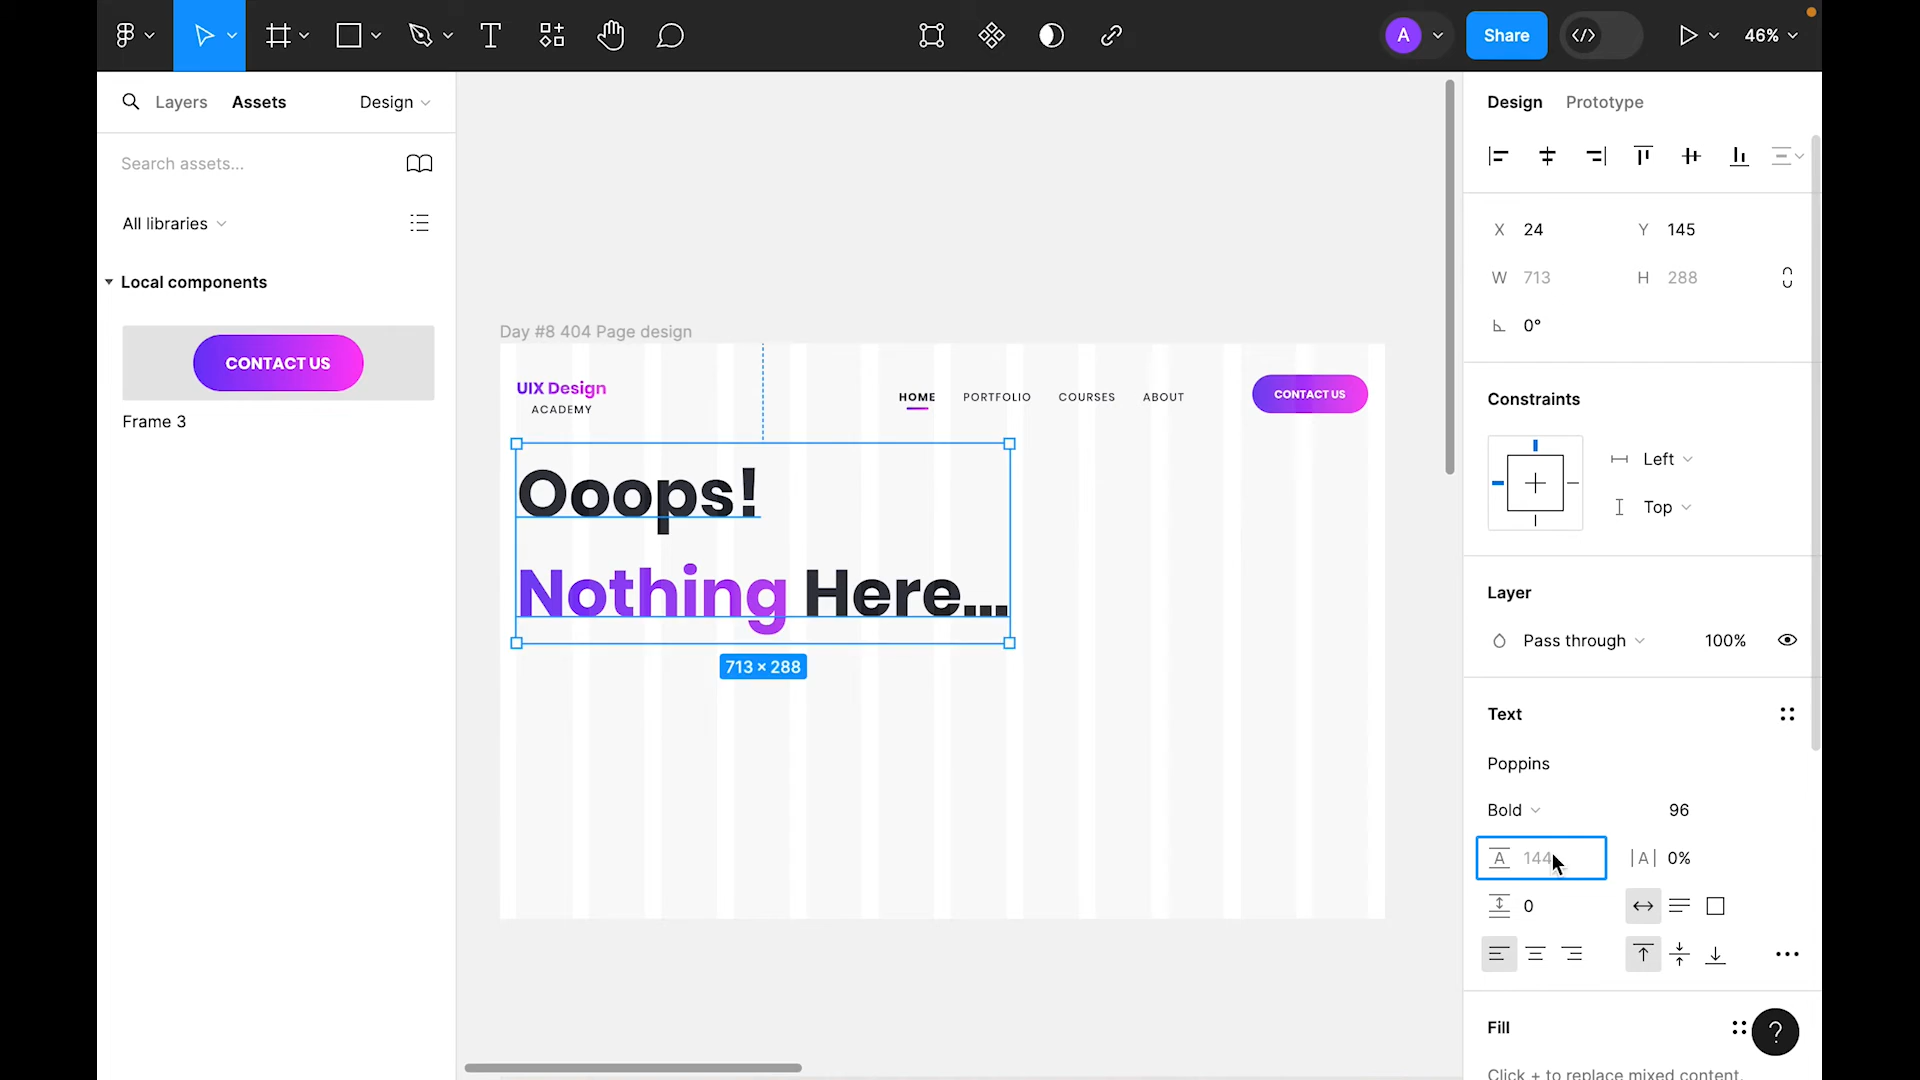 A
Share
46%
Layers
Assets
Design
Search assets...
All libraries
Local components
CONTACT US
Frame 3
Day #8 404 Page design
UIX Design
ACADEMY
HOME
PORTFOLIO
COURSES
ABOUT
CONTACT US
Ooops!
Nothing Here...
713 × 288
Design
Prototype
X 24
Y 145
W 713
H 288
0°
Constraints
Left
Top
Layer
Pass through
100%
Text
Poppins
Bold
96
A 144
|A| 0%
0
Fill
?
Click + to replace mixed content.